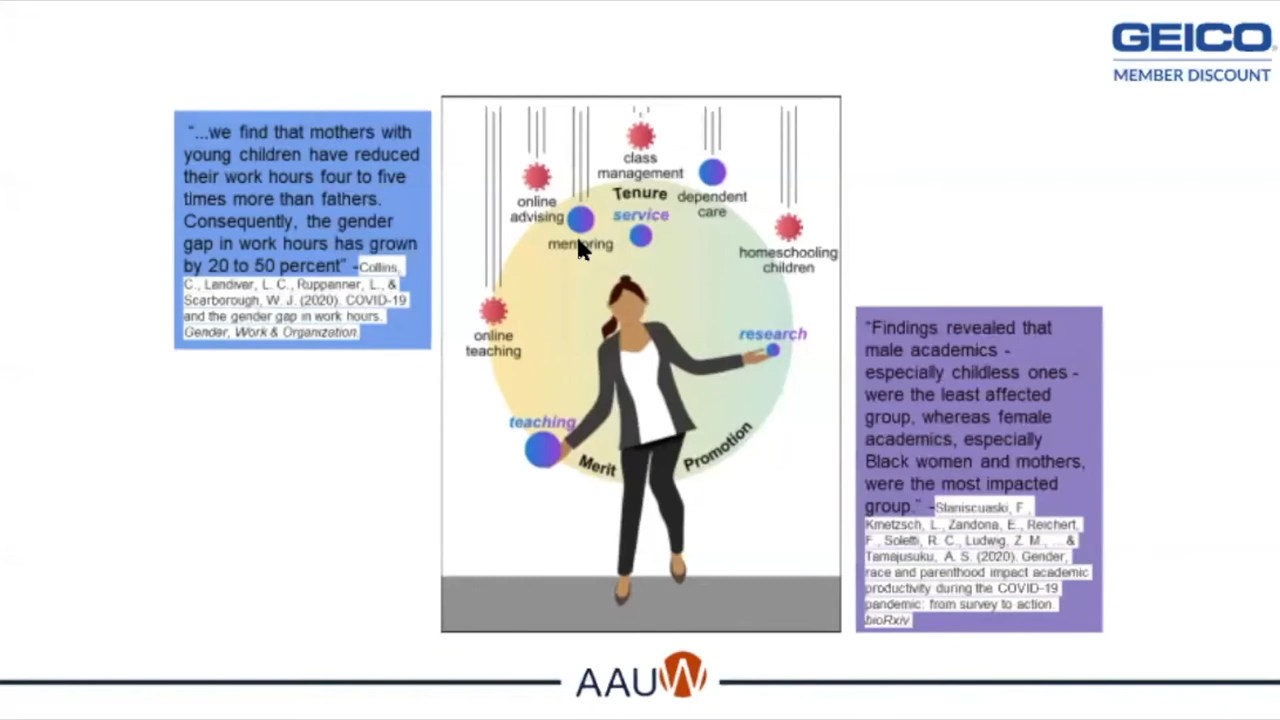 GEICO
MEMBER DISCOUNT
"...we find that mothers with
young children have reduced
their work hours four to five
times more than fathers.
Consequently, the gender
gap in work hours has grown
by 20 to 50 percent" -Collins,
C., Landivar, L. C., Ruppanner, L., &
Scarborough, W. J. (2020). COVID-19
and the gender gap in work hours.
Gender, Work & Organization.
class
management
online
advising
Tenure
dependent
care
service
mentoring
homeschooling
children
online
teaching
research
teaching
Merit
Promotion
"Findings revealed that
male academics -
especially childless ones -
were the least affected
group, whereas female
academics, especially
Black women and mothers,
were the most impacted
group." -Staniscuaski, F.,
Kmetzsch, L., Zandona, E., Reichert,
F., Soletti, R. C., Ludwig, Z. M., ... &
Tamajusuku, A. S. (2020). Gender,
race and parenthood impact academic
productivity during the COVID-19
pandemic: from survey to action.
bioRxiv
AAUW